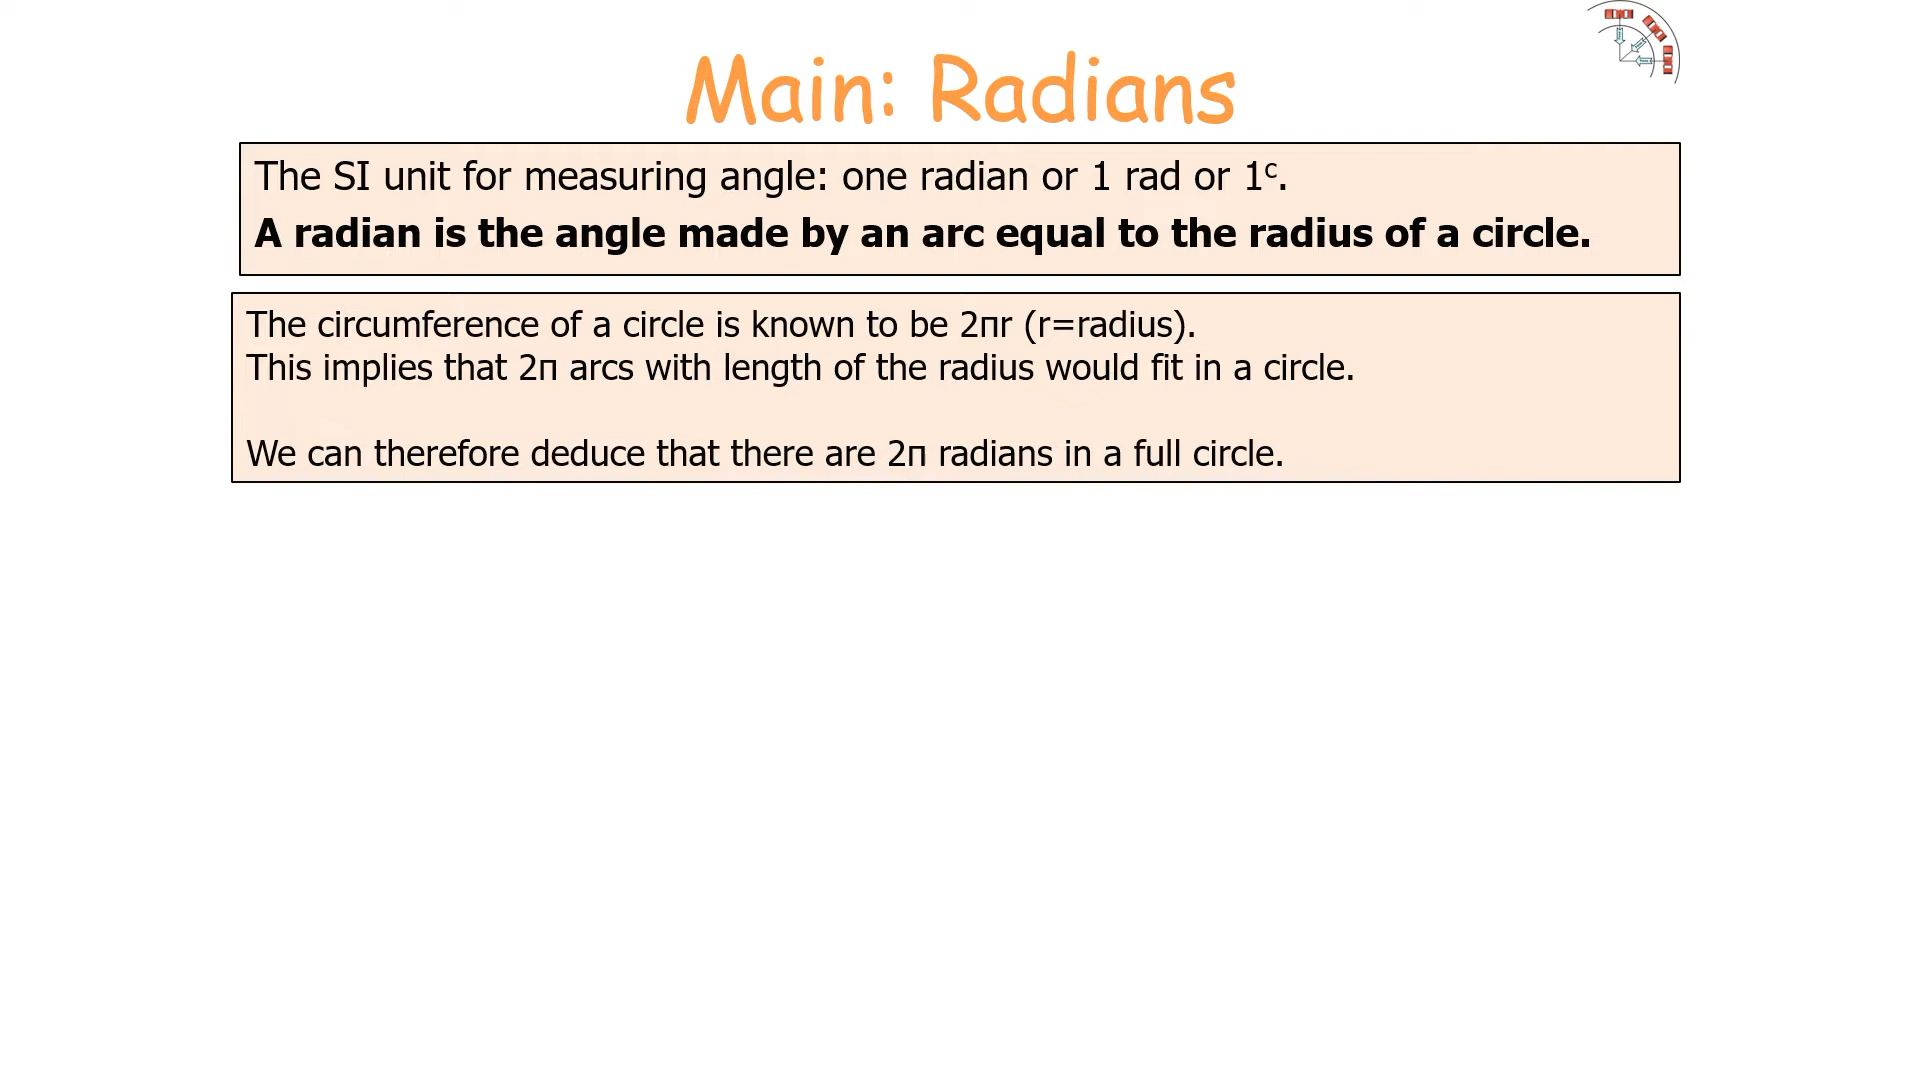 Main: Radians
The SI unit for measuring angle: one radian or 1 rad or 1ᶜ.
A radian is the angle made by an arc equal to the radius of a circle.
The circumference of a circle is known to be 2πr (r=radius).
This implies that 2π arcs with length of the radius would fit in a circle.
We can therefore deduce that there are 2π radians in a full circle.